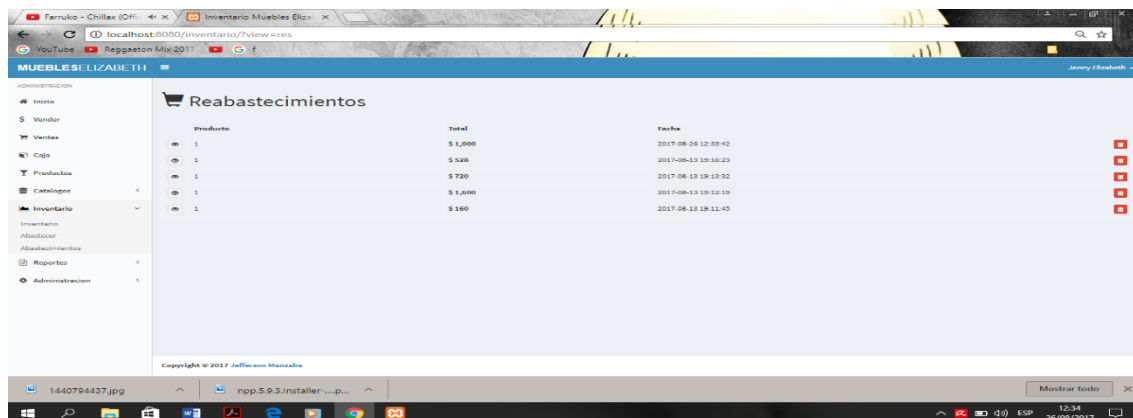 Farruko - Chillax (Offi
Inventario Muebles Eliza
localhost:8080/inventario/?view=res
YouTube
Reggaeton Mix 2017
MUEBLESELIZABETH
Jenny Elizabeth
ADMINISTRACION
Inicio
Vender
Ventas
Caja
Productos
Catalogos
Inventario
Inventario
Abastecer
Abastecimientos
Reportes
Administracion
Reabastecimientos
Producto Total Fecha
1 $ 1,000 2017-08-26 12:33:42
1 $ 528 2017-08-13 19:16:23
1 $ 720 2017-08-13 19:13:32
1 $ 1,600 2017-08-13 19:12:19
1 $ 160 2017-08-13 19:11:45
Copyright © 2017 Jefferson Manzaba
1440794437.jpg
npp.5.9.3.Installer-....p...
Mostrar todo
ESP
12:34
26/08/2017